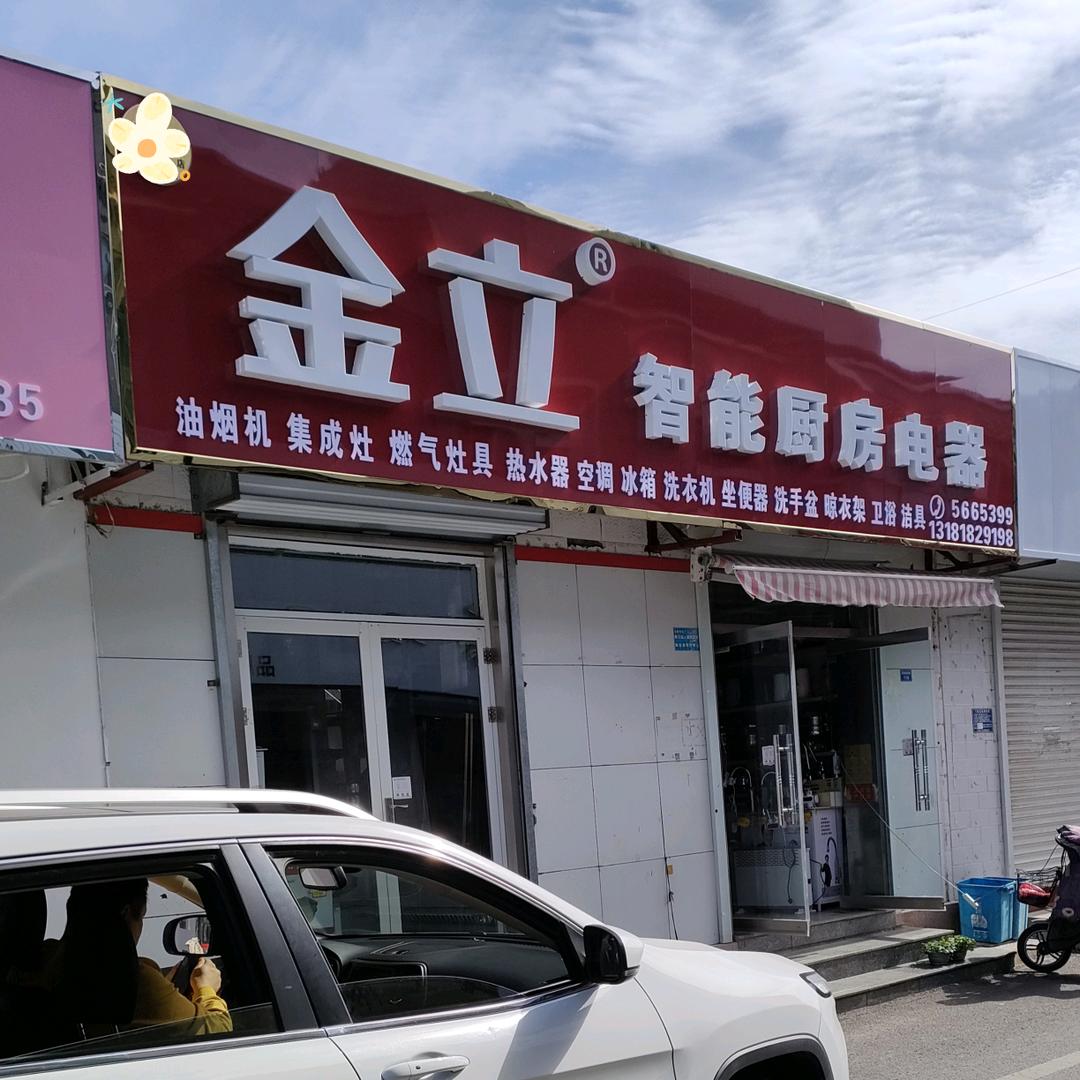 金立®
智能厨房电器
油烟机 集成灶 燃气灶具 热水器 空调 冰箱 洗衣机 坐便器 洗手盆 晾衣架 卫浴 洁具
5665399
13181829198
35
品